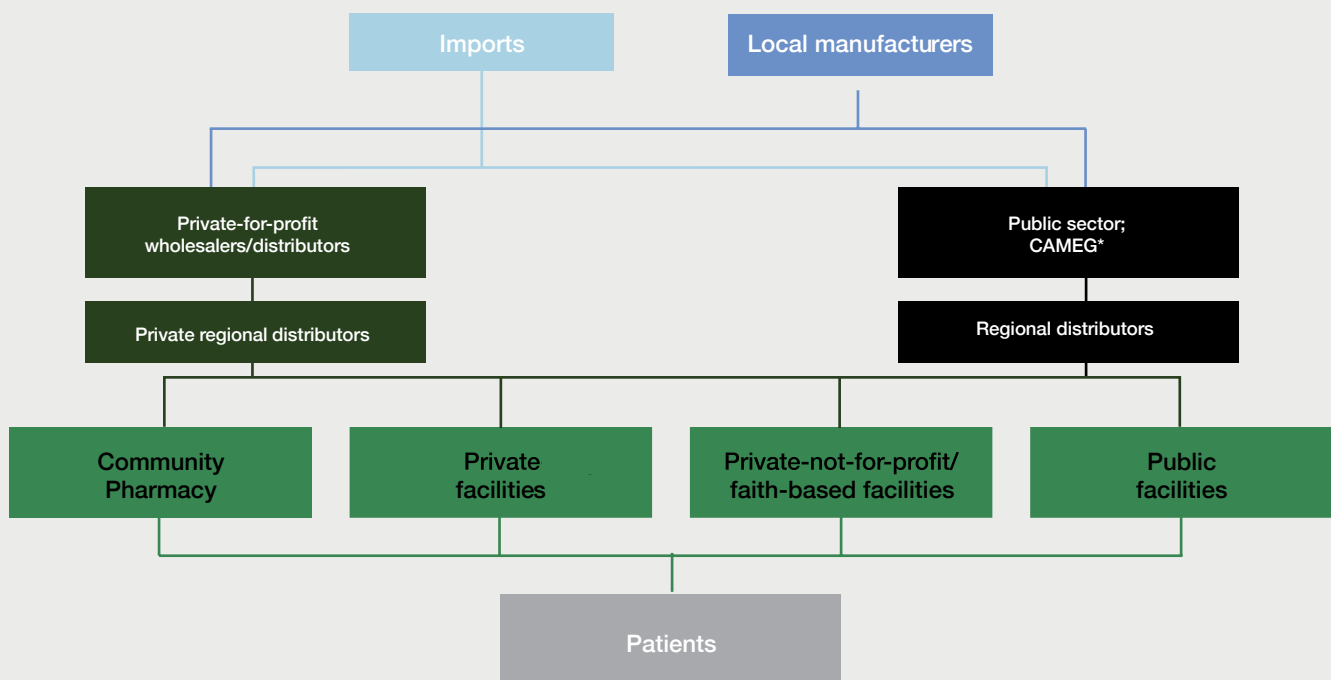 Imports
Local manufacturers
Private-for-profit
wholesalers/distributors
Public sector;
CAMEG*
Private regional distributors
Regional distributors
Community
Pharmacy
Private
facilities
Private-not-for-profit/
faith-based facilities
Public
facilities
Patients